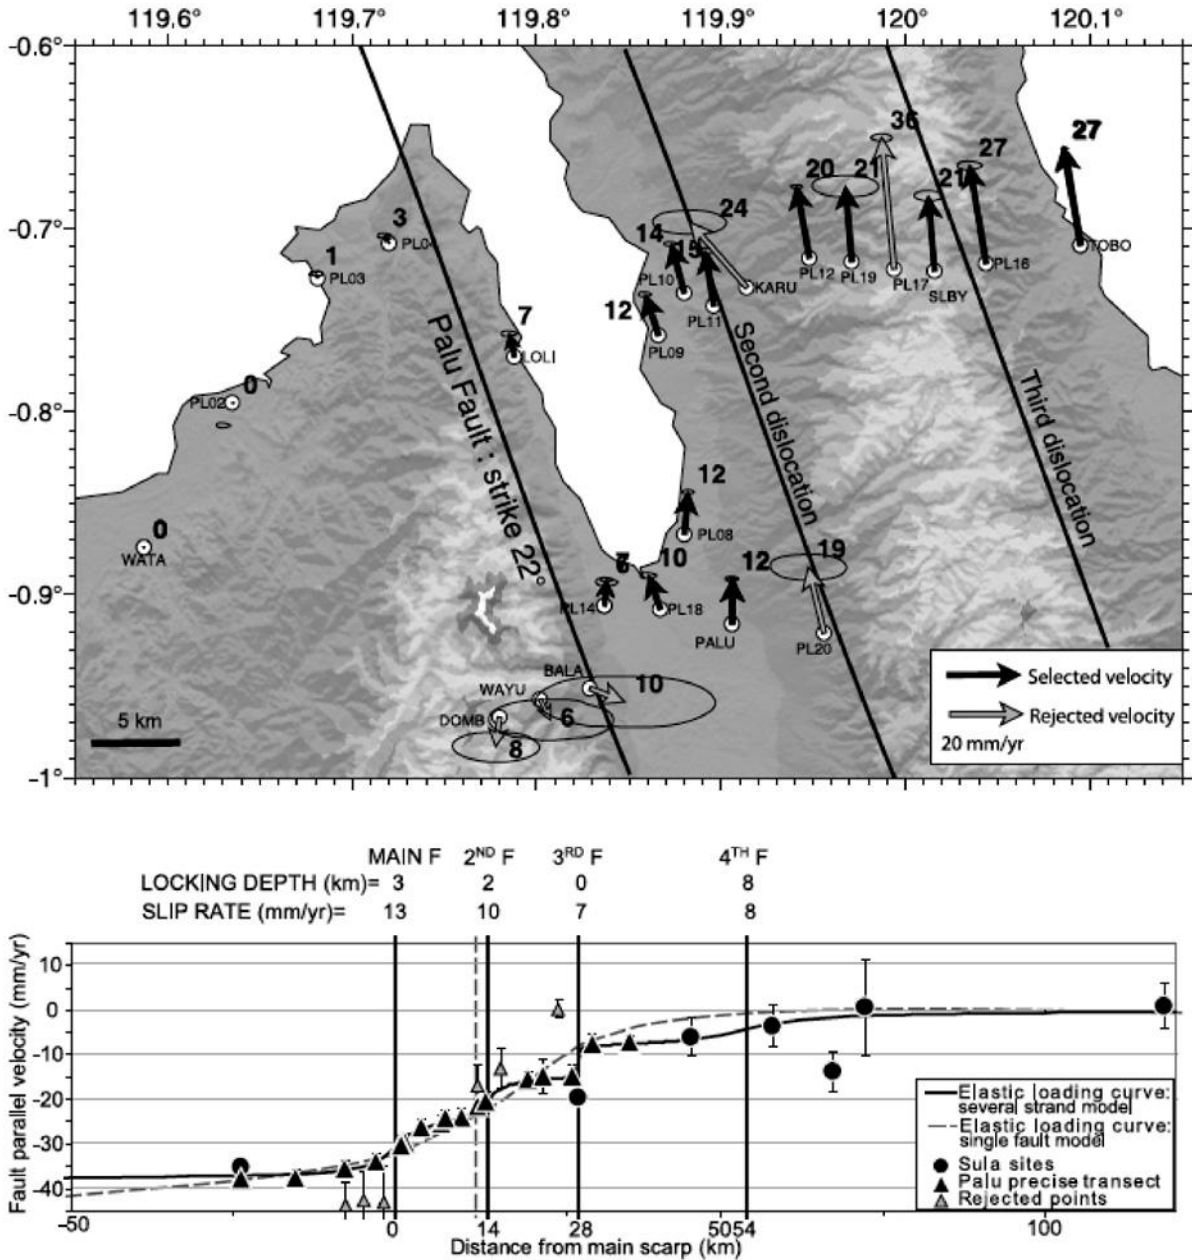 119.6° 119.7° 119.8° 119.9° 120° 120.1°
-0.6°
36
27
20 21 27
21
24
-0.7°
3 14 15
PL04 TOBO
1 PL10 KARU PL12 PL19 PL17 SLBY PL16
PL03
12 PL11
7
LOLI PL09
Palu Fault : strike 22°
Second dislocation
Third dislocation
0
PL02
-0.8°
12
PL08
0
WATA
10 12 19
-0.9°
PL14 PL18
PALU PL20
BALA
WAYU 10
DOMB 6
8
5 km
Selected velocity
Rejected velocity
20 mm/yr
-1°
MAIN F 2ND F 3RD F 4TH F
LOCKING DEPTH (km)= 3 2 0 8
SLIP RATE (mm/yr)= 13 10 7 8
Fault parallel velocity (mm/yr)
10
0
-10
-20
-30
-40
Elastic loading curve:
several strand model
Elastic loading curve:
single fault model
Sula sites
Palu precise transect
Rejected points
-50 0 14 28 5054 100
Distance from main scarp (km)